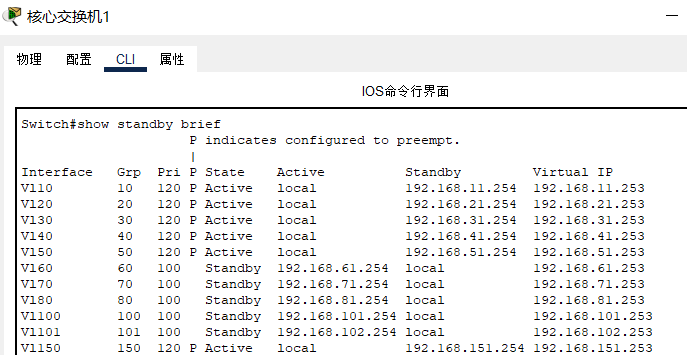 核心交换机1
物理 配置 CLI 属性
IOS命令行界面
Switch#show standby brief
P indicates configured to preempt.
|
Interface Grp Pri P State Active Standby Virtual IP
Vl10 10 120 P Active local 192.168.11.254 192.168.11.253
Vl20 20 120 P Active local 192.168.21.254 192.168.21.253
Vl30 30 120 P Active local 192.168.31.254 192.168.31.253
Vl40 40 120 P Active local 192.168.41.254 192.168.41.253
Vl50 50 120 P Active local 192.168.51.254 192.168.51.253
Vl60 60 100 Standby 192.168.61.254 local 192.168.61.253
Vl70 70 100 Standby 192.168.71.254 local 192.168.71.253
Vl80 80 100 Standby 192.168.81.254 local 192.168.81.253
Vl100 100 100 Standby 192.168.101.254 local 192.168.101.253
Vl101 101 100 Standby 192.168.102.254 local 192.168.102.253
Vl150 150 120 P Active local 192.168.151.254 192.168.151.253